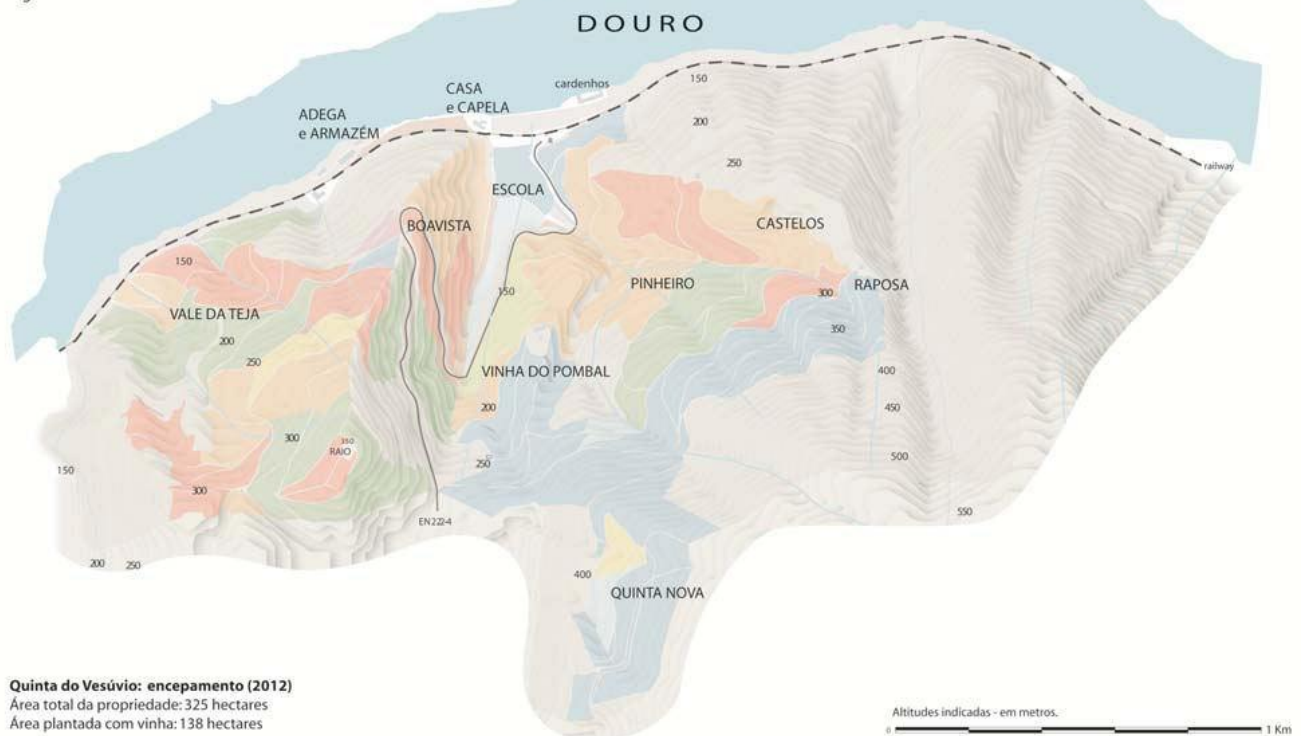 DOURO
150
CASA
e CAPELA
cardenhos
ADEGA
e ARMAZÉM
200
250
railway
ESCOLA
BOAVISTA
CASTELOS
150
150
PINHEIRO
300
RAPOSA
VALE DA TEJA
200
350
250
VINHA DO POMBAL
400
200
450
300
350
RAIO
250
500
150
300
550
EN222-4
200
250
400
QUINTA NOVA
Quinta do Vesúvio: encepamento (2012)
Área total da propriedade: 325 hectares
Área plantada com vinha: 138 hectares
Altitudes indicadas - em metros.
0
1 Km